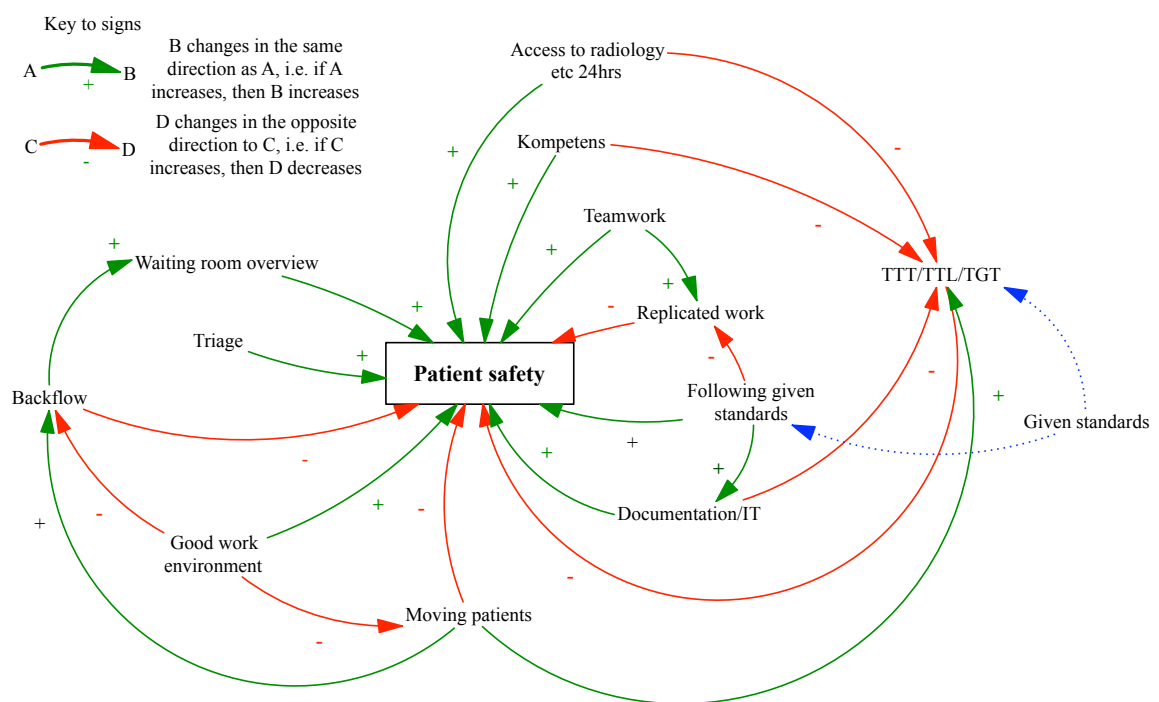 Key to signs
A
+
B
B changes in the same
direction as A, i.e. if A
increases, then B increases
C
-
D
D changes in the opposite
direction to C, i.e. if C
increases, then D decreases
Access to radiology
etc 24hrs
+
-
Kompetens
+
-
Teamwork
+
+
+
Waiting room overview
+
TTT/TTL/TGT
-
Replicated work
Triage
+
-
-
Patient safety
Backflow
Following given
standards
+
Given standards
-
+
+
+
-
+
-
+
Documentation/IT
Good work
environment
-
-
Moving patients